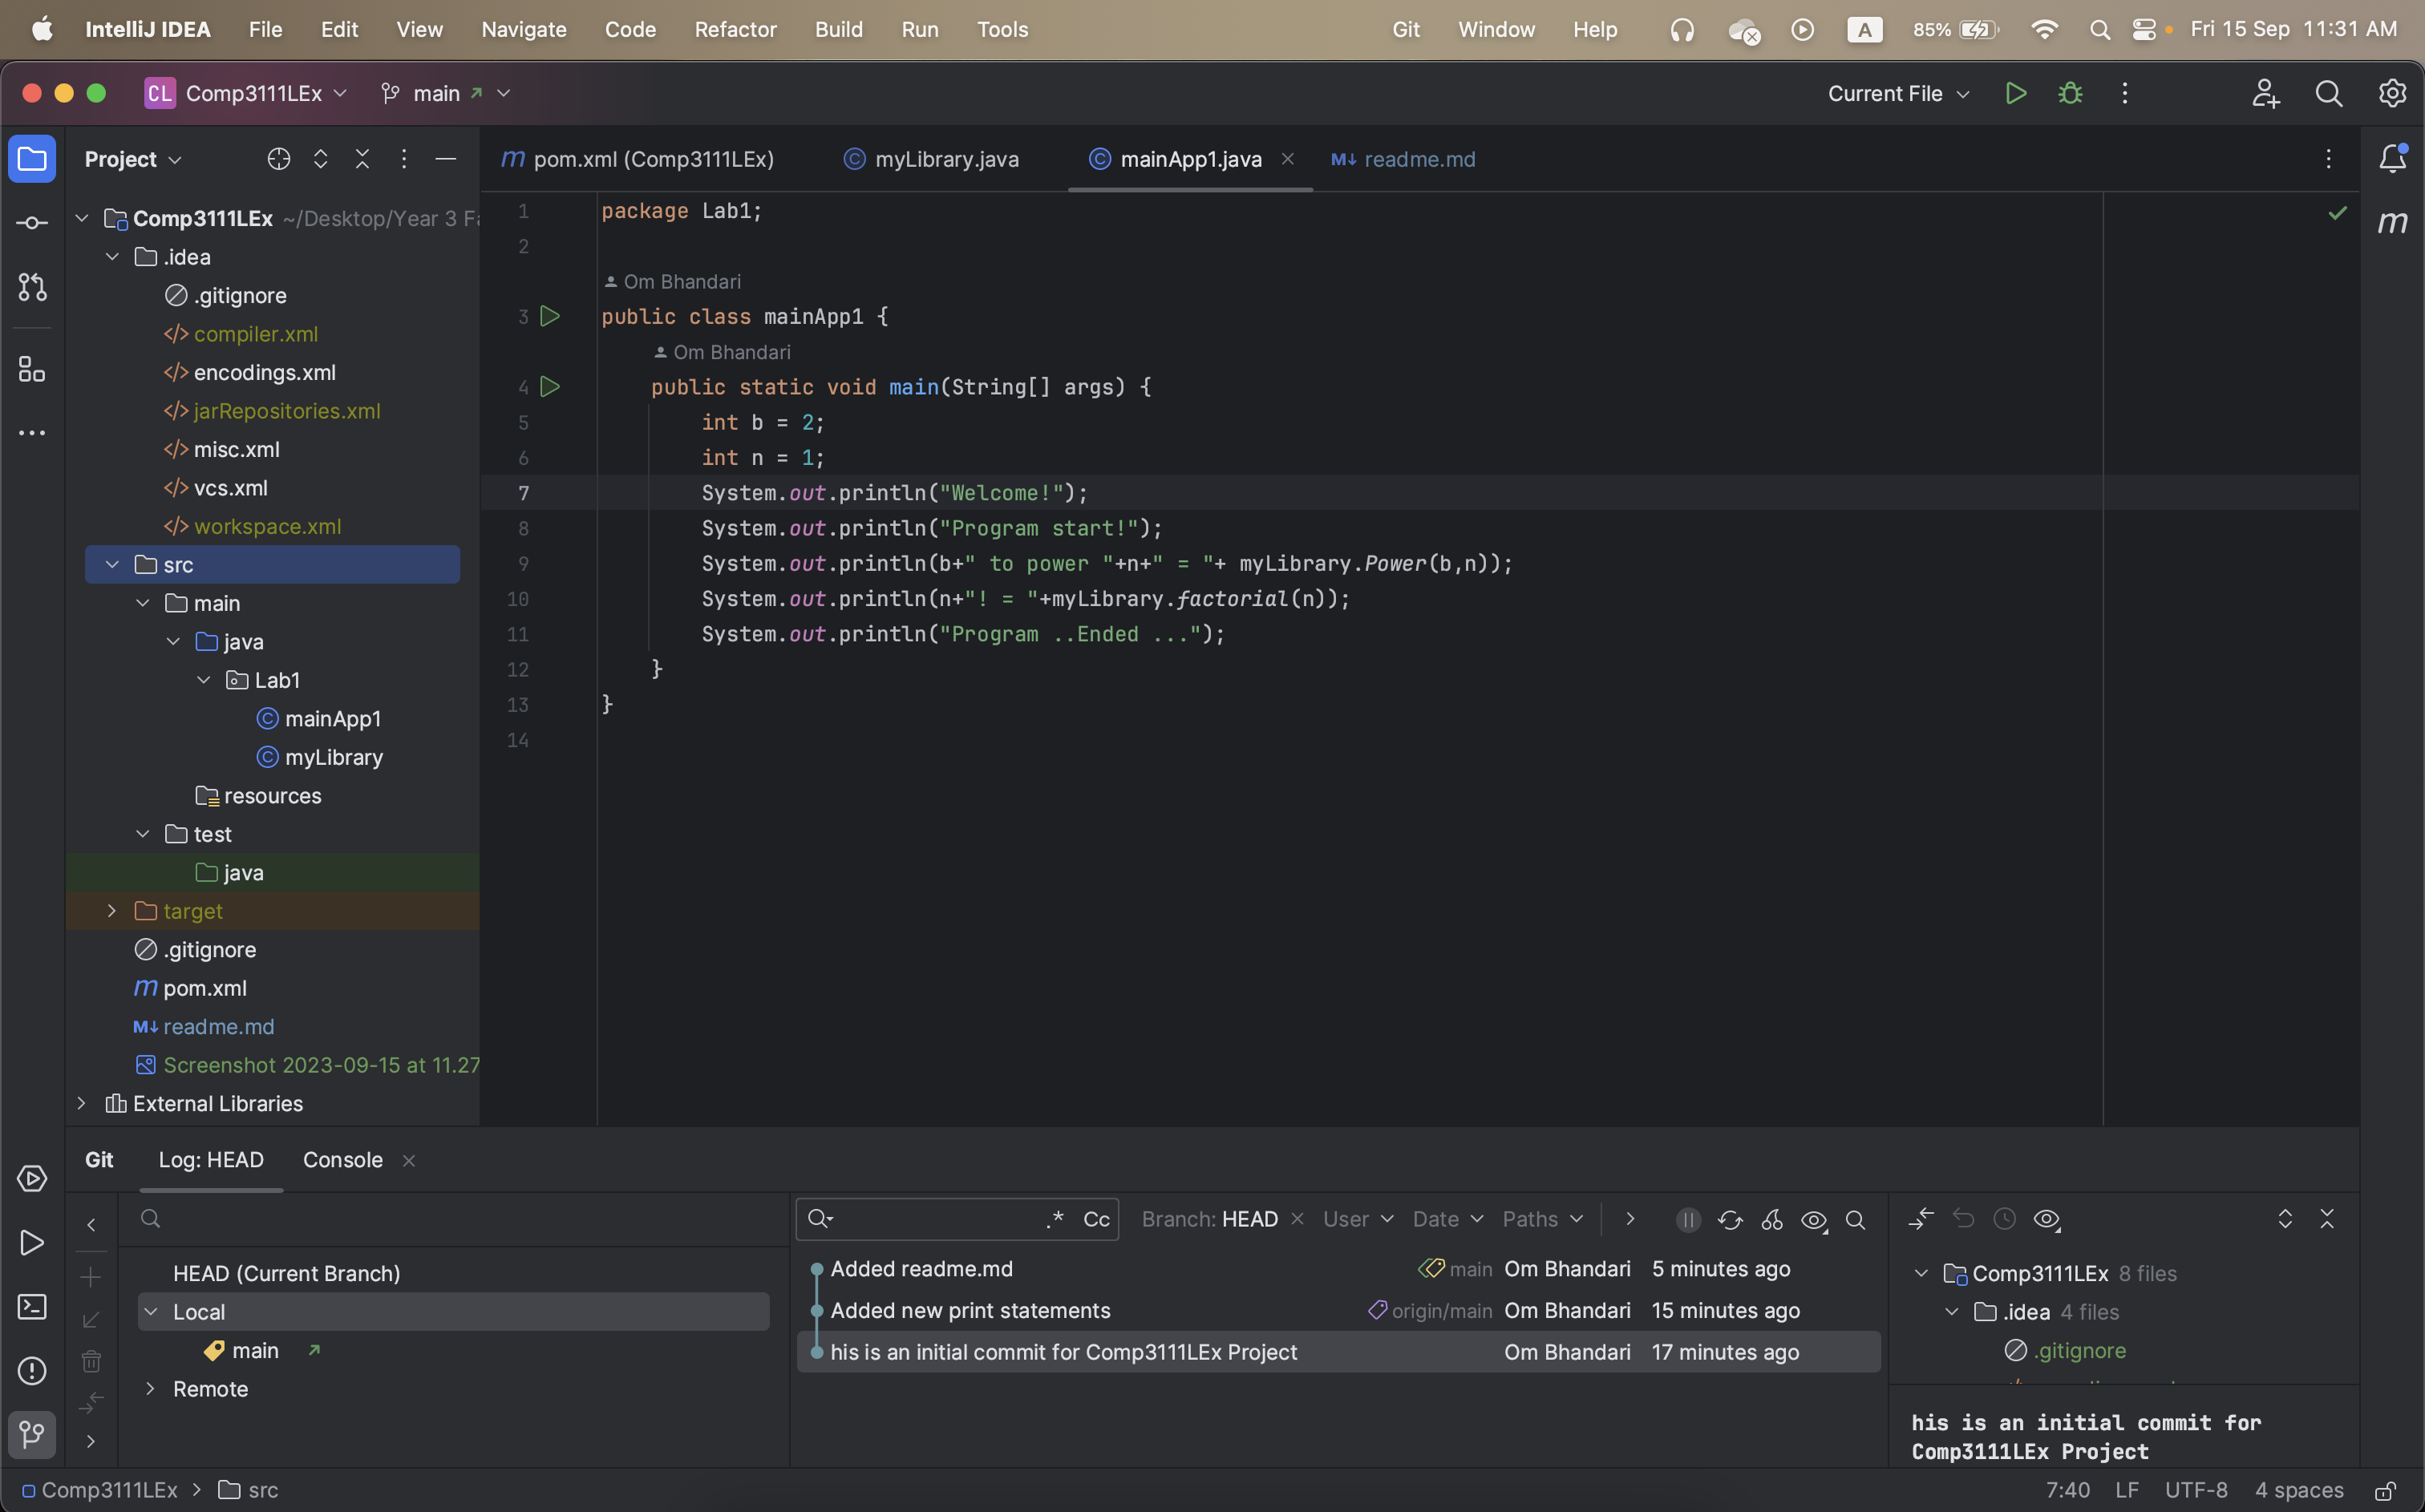 IntelliJ IDEA File Edit View Navigate Code Refactor Build Run Tools Git Window Help A 85% Fri 15 Sep 11:31 AM
CL Comp3111LEx main Current File
Project
m pom.xml (Comp3111LEx) myLibrary.java mainApp1.java M↓ readme.md
Comp3111LEx ~/Desktop/Year 3 Fa
.idea
.gitignore
compiler.xml
encodings.xml
jarRepositories.xml
misc.xml
vcs.xml
workspace.xml
src
main
java
Lab1
mainApp1
myLibrary
resources
test
java
target
.gitignore
m pom.xml
M↓ readme.md
Screenshot 2023-09-15 at 11.27
External Libraries
1 package Lab1;
2
Om Bhandari
3 public class mainApp1 {
Om Bhandari
4 public static void main(String[] args) {
5 int b = 2;
6 int n = 1;
7 System.out.println("Welcome!");
8 System.out.println("Program start!");
9 System.out.println(b+" to power "+n+" = "+ myLibrary.Power(b,n));
10 System.out.println(n+"! = "+myLibrary.factorial(n));
11 System.out.println("Program ..Ended ...");
12 }
13 }
14
m
Git Log: HEAD Console
HEAD (Current Branch)
Local
main
Remote
.* Cc Branch: HEAD User Date Paths
Added readme.md main Om Bhandari 5 minutes ago
Added new print statements origin/main Om Bhandari 15 minutes ago
his is an initial commit for Comp3111LEx Project Om Bhandari 17 minutes ago
Comp3111LEx 8 files
.idea 4 files
.gitignore
his is an initial commit for
Comp3111LEx Project
Comp3111LEx > src 7:40 LF UTF-8 4 spaces